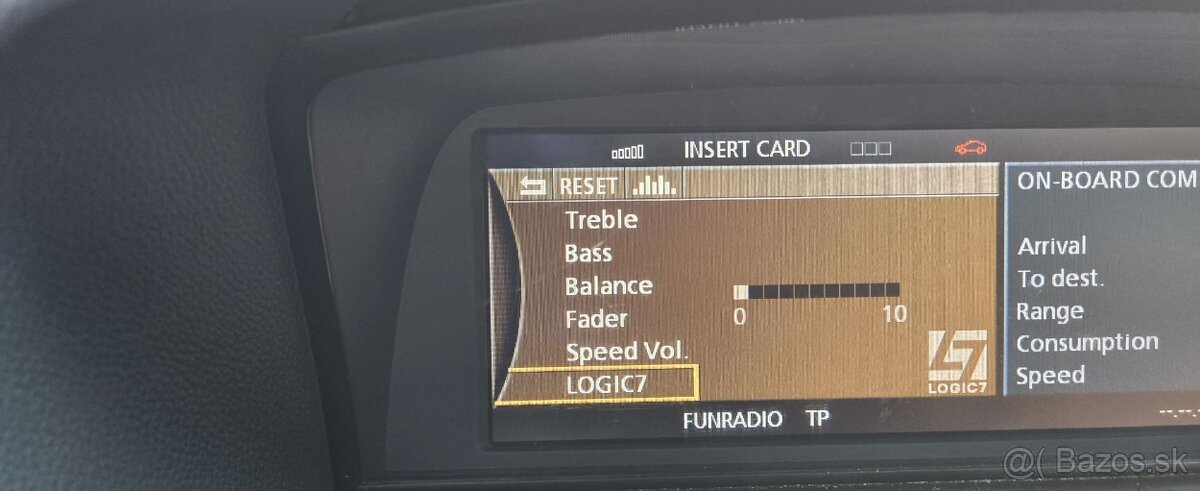 INSERT CARD
RESET
Treble
Bass
Balance
Fader
Speed Vol.
LOGIC7
0 10
L7
LOGIC7
ON-BOARD COM
Arrival
To dest.
Range
Consumption
Speed
--.--.
FUNRADIO TP
@( Bazos.sk